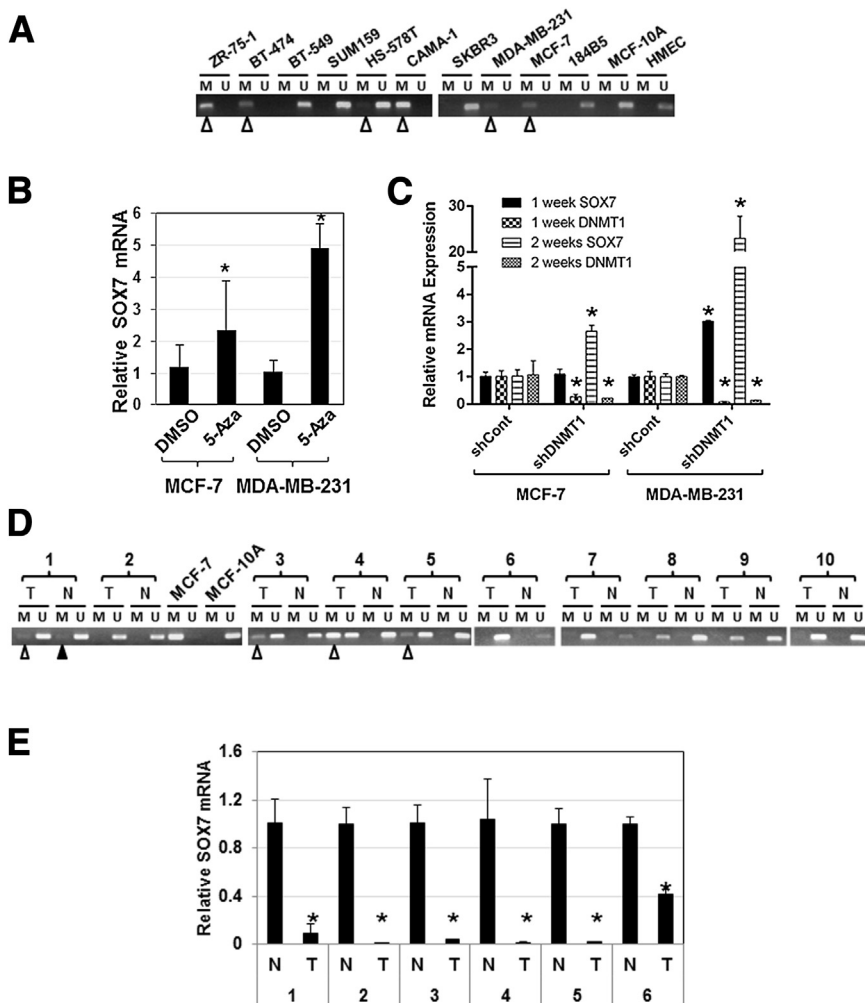 A
ZR-75-1 BT-474 BT-549 SUM159 HS-578T CAMA-1 SKBR3 MDA-MB-231 MCF-7 184B5 MCF-10A HMEC
M U M U M U M U M U M U M U M U M U M U M U M U
B
Relative SOX7 mRNA
6
5
4
3
2
1
0
* *
DMSO 5-Aza DMSO 5-Aza
MCF-7 MDA-MB-231
C
Relative mRNA Expression
30
20
5
4
3
2
1
0
1 week SOX7
1 week DNMT1
2 weeks SOX7
2 weeks DNMT1
* * * * * * *
shCont shDNMT1 shCont shDNMT1
MCF-7 MDA-MB-231
D
1 2 MCF-7 MCF-10A 3 4 5 6 7 8 9 10
T N T N T N T N T N T N T N T N T N T N
M U M U M U M U M U M U M U M U M U M U M U M U M U M U M U M U M U M U M U M U M U M U
E
Relative SOX7 mRNA
1.6
1.2
0.8
0.4
0
* * * * * *
N T N T N T N T N T N T
1 2 3 4 5 6